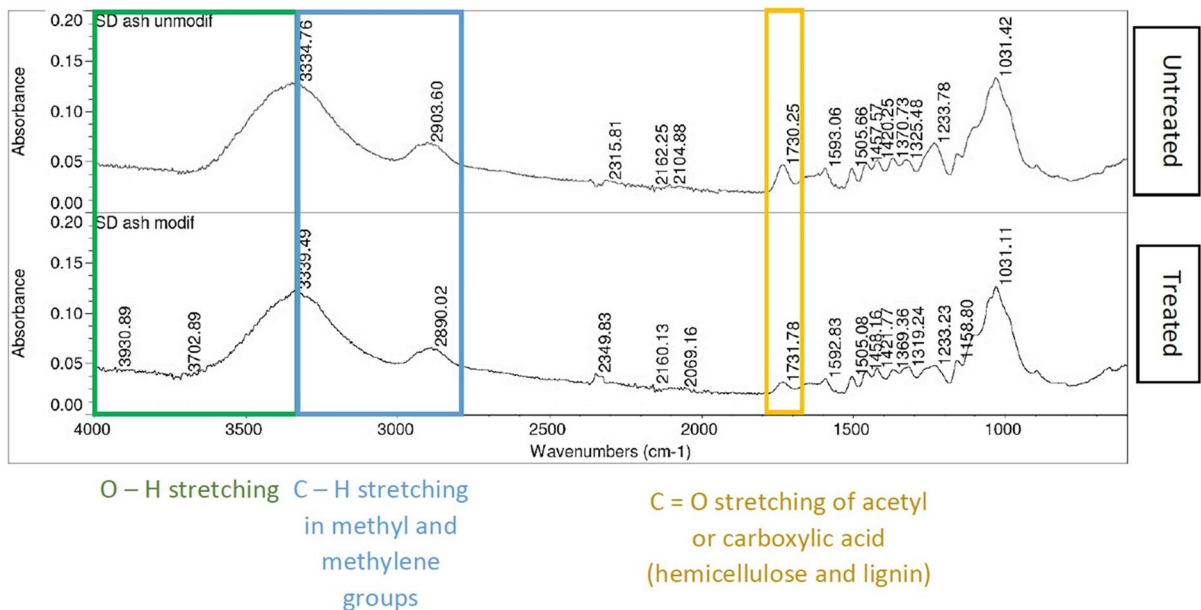 0.20
SD ash unmodif
0.15
0.10
0.05
0.00
Absorbance
3334.76
2903.60
2315.81
2162.25
2104.88
1730.25
1593.06
1505.66
1457.57
1420.25
1370.73
1325.48
1233.78
1031.42
Untreated
0.20
SD ash modif
0.15
0.10
0.05
0.00
Absorbance
3930.89
3702.89
3339.49
2890.02
2349.83
2160.13
2069.16
1731.78
1592.83
1505.08
1458.16
1421.77
1369.36
1319.24
1233.23
1158.80
1031.11
Treated
4000 3500 3000 2500 2000 1500 1000
Wavenumbers (cm-1)
O – H stretching
C – H stretching
in methyl and
methylene
groups
C = O stretching of acetyl
or carboxylic acid
(hemicellulose and lignin)